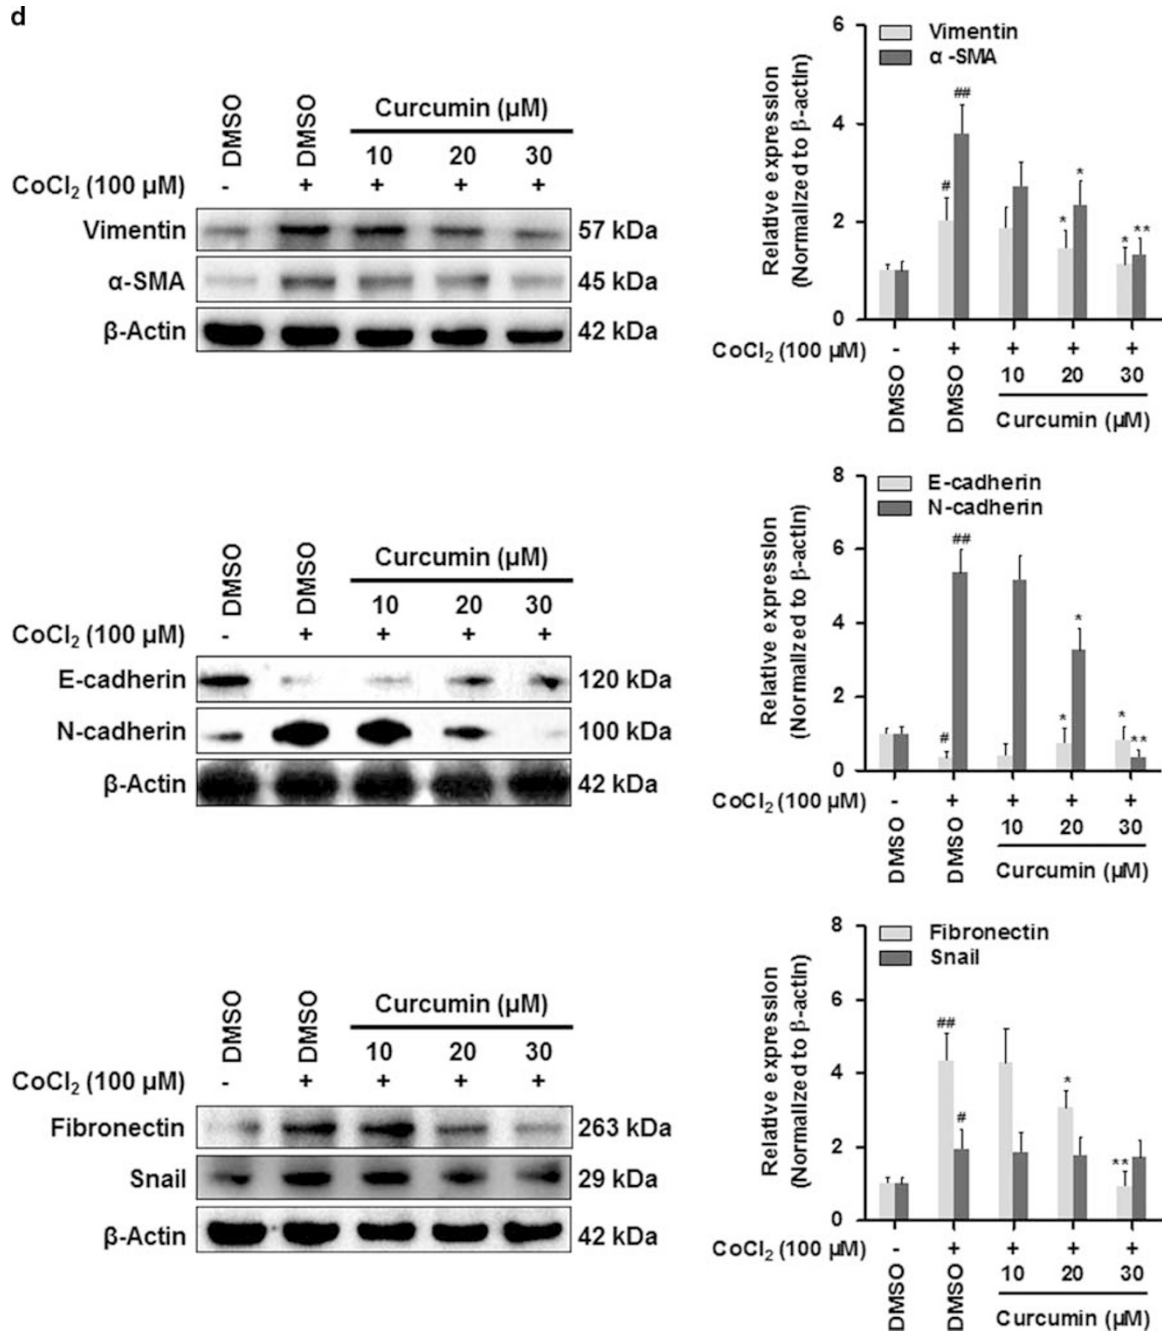 d
DMSO
DMSO
Curcumin (μM)
10 20 30
CoCl₂ (100 μM) - + + + +
Vimentin 57 kDa
α-SMA 45 kDa
β-Actin 42 kDa
6
4
2
0
Relative expression
(Normalized to β-actin)
Vimentin
α -SMA
# ## * * * **
CoCl₂ (100 μM) - + + + +
DMSO DMSO 10 20 30
Curcumin (μM)
DMSO
DMSO
Curcumin (μM)
10 20 30
CoCl₂ (100 μM) - + + + +
E-cadherin 120 kDa
N-cadherin 100 kDa
β-Actin 42 kDa
8
6
4
2
0
Relative expression
(Normalized to β-actin)
E-cadherin
N-cadherin
# ## * * * **
CoCl₂ (100 μM) - + + + +
DMSO DMSO 10 20 30
Curcumin (μM)
DMSO
DMSO
Curcumin (μM)
10 20 30
CoCl₂ (100 μM) - + + + +
Fibronectin 263 kDa
Snail 29 kDa
β-Actin 42 kDa
8
6
4
2
0
Relative expression
(Normalized to β-actin)
Fibronectin
Snail
## # * **
CoCl₂ (100 μM) - + + + +
DMSO DMSO 10 20 30
Curcumin (μM)